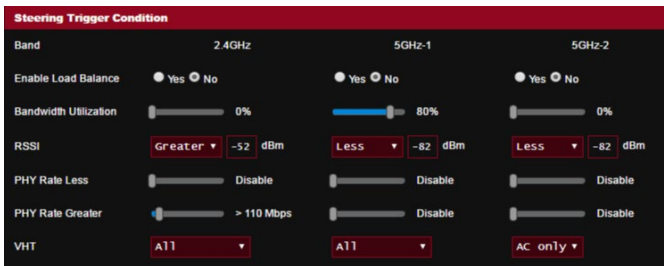 Steering Trigger Condition
Band 2.4GHz 5GHz-1 5GHz-2
Enable Load Balance Yes No Yes No Yes No
Bandwidth Utilization 0% 80% 0%
RSSI Greater -52 dBm Less -82 dBm Less -82 dBm
PHY Rate Less Disable Disable Disable
PHY Rate Greater > 110 Mbps Disable Disable
VHT All All AC only